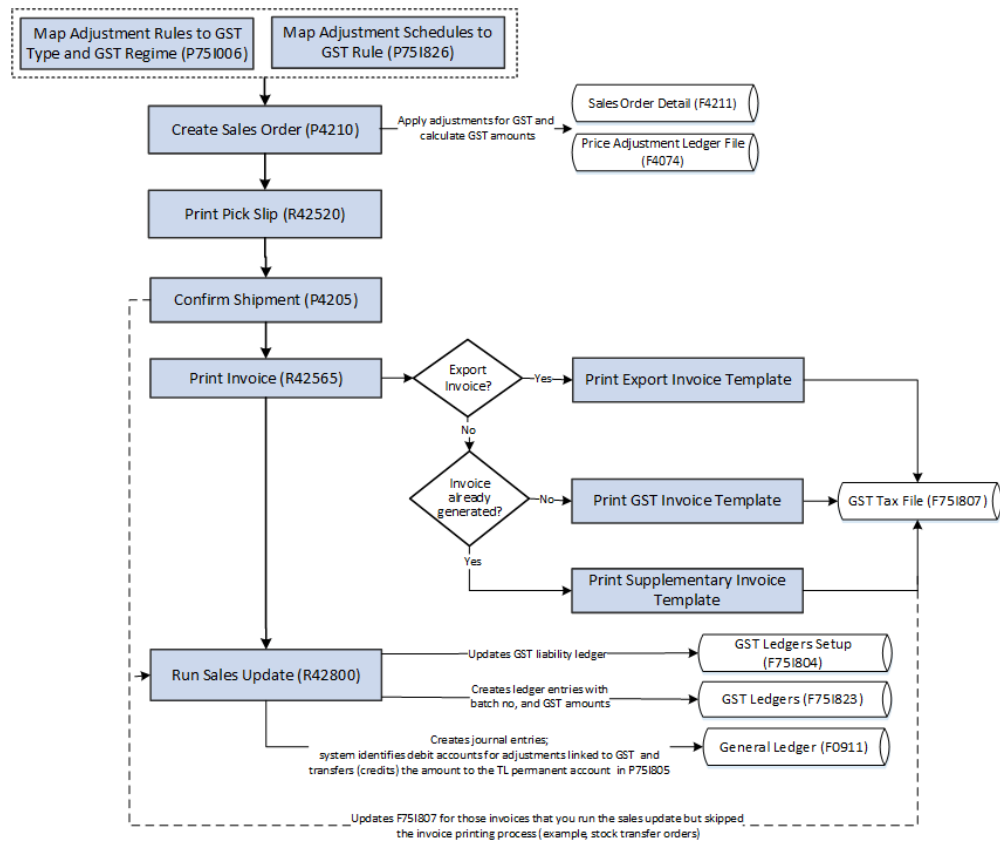 Map Adjustment Rules to GST
Type and GST Regime (P75I006)
Map Adjustment Schedules to
GST Rule (P75I826)
Create Sales Order (P4210)
Apply adjustments for GST and
calculate GST amounts
Sales Order Detail (F4211)
Price Adjustment Ledger File
(F4074)
Print Pick Slip (R42520)
Confirm Shipment (P4205)
Print Invoice (R42565)
Export
Invoice?
Yes
Print Export Invoice Template
No
Invoice
already
generated?
No
Print GST Invoice Template
GST Tax File (F75I807)
Yes
Print Supplementary Invoice
Template
Run Sales Update (R42800)
Updates GST liability ledger
GST Ledgers Setup
(F75I804)
Creates ledger entries with
batch no, and GST amounts
GST Ledgers (F75I823)
Creates journal entries;
system identifies debit accounts for adjustments linked to GST and
transfers (credits) the amount to the TL permanent account in P75I805
General Ledger (F0911)
Updates F75I807 for those invoices that you run the sales update but skipped
the invoice printing process (example, stock transfer orders)